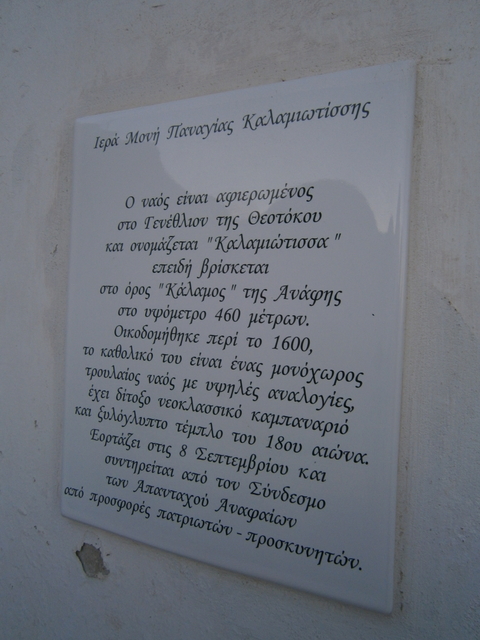 Ιερά Μονή Παναγίας Καλαμιωτίσσης
Ο ναός είναι αφιερωμένος
στο Γενέθλιον της Θεοτόκου
και ονομάζεται "Καλαμιώτισσα"
επειδή βρίσκεται
στο όρος "Κάλαμος" της Ανάφης
στο υψόμετρο 460 μέτρων.
Οικοδομήθηκε περί το 1600,
το καθολικό του είναι ένας μονόχωρος
τρουλαίος ναός με υψηλές αναλογίες,
έχει δίτοξο νεοκλασσικό καμπαναριό
και ξυλόγλυπτο τέμπλο του 18ου αιώνα.
Εορτάζει στις 8 Σεπτεμβρίου και
συντηρείται από τον Σύνδεσμο
των Απανταχού Αναφαίων
από προσφορές πατριωτών - προσκυνητών.